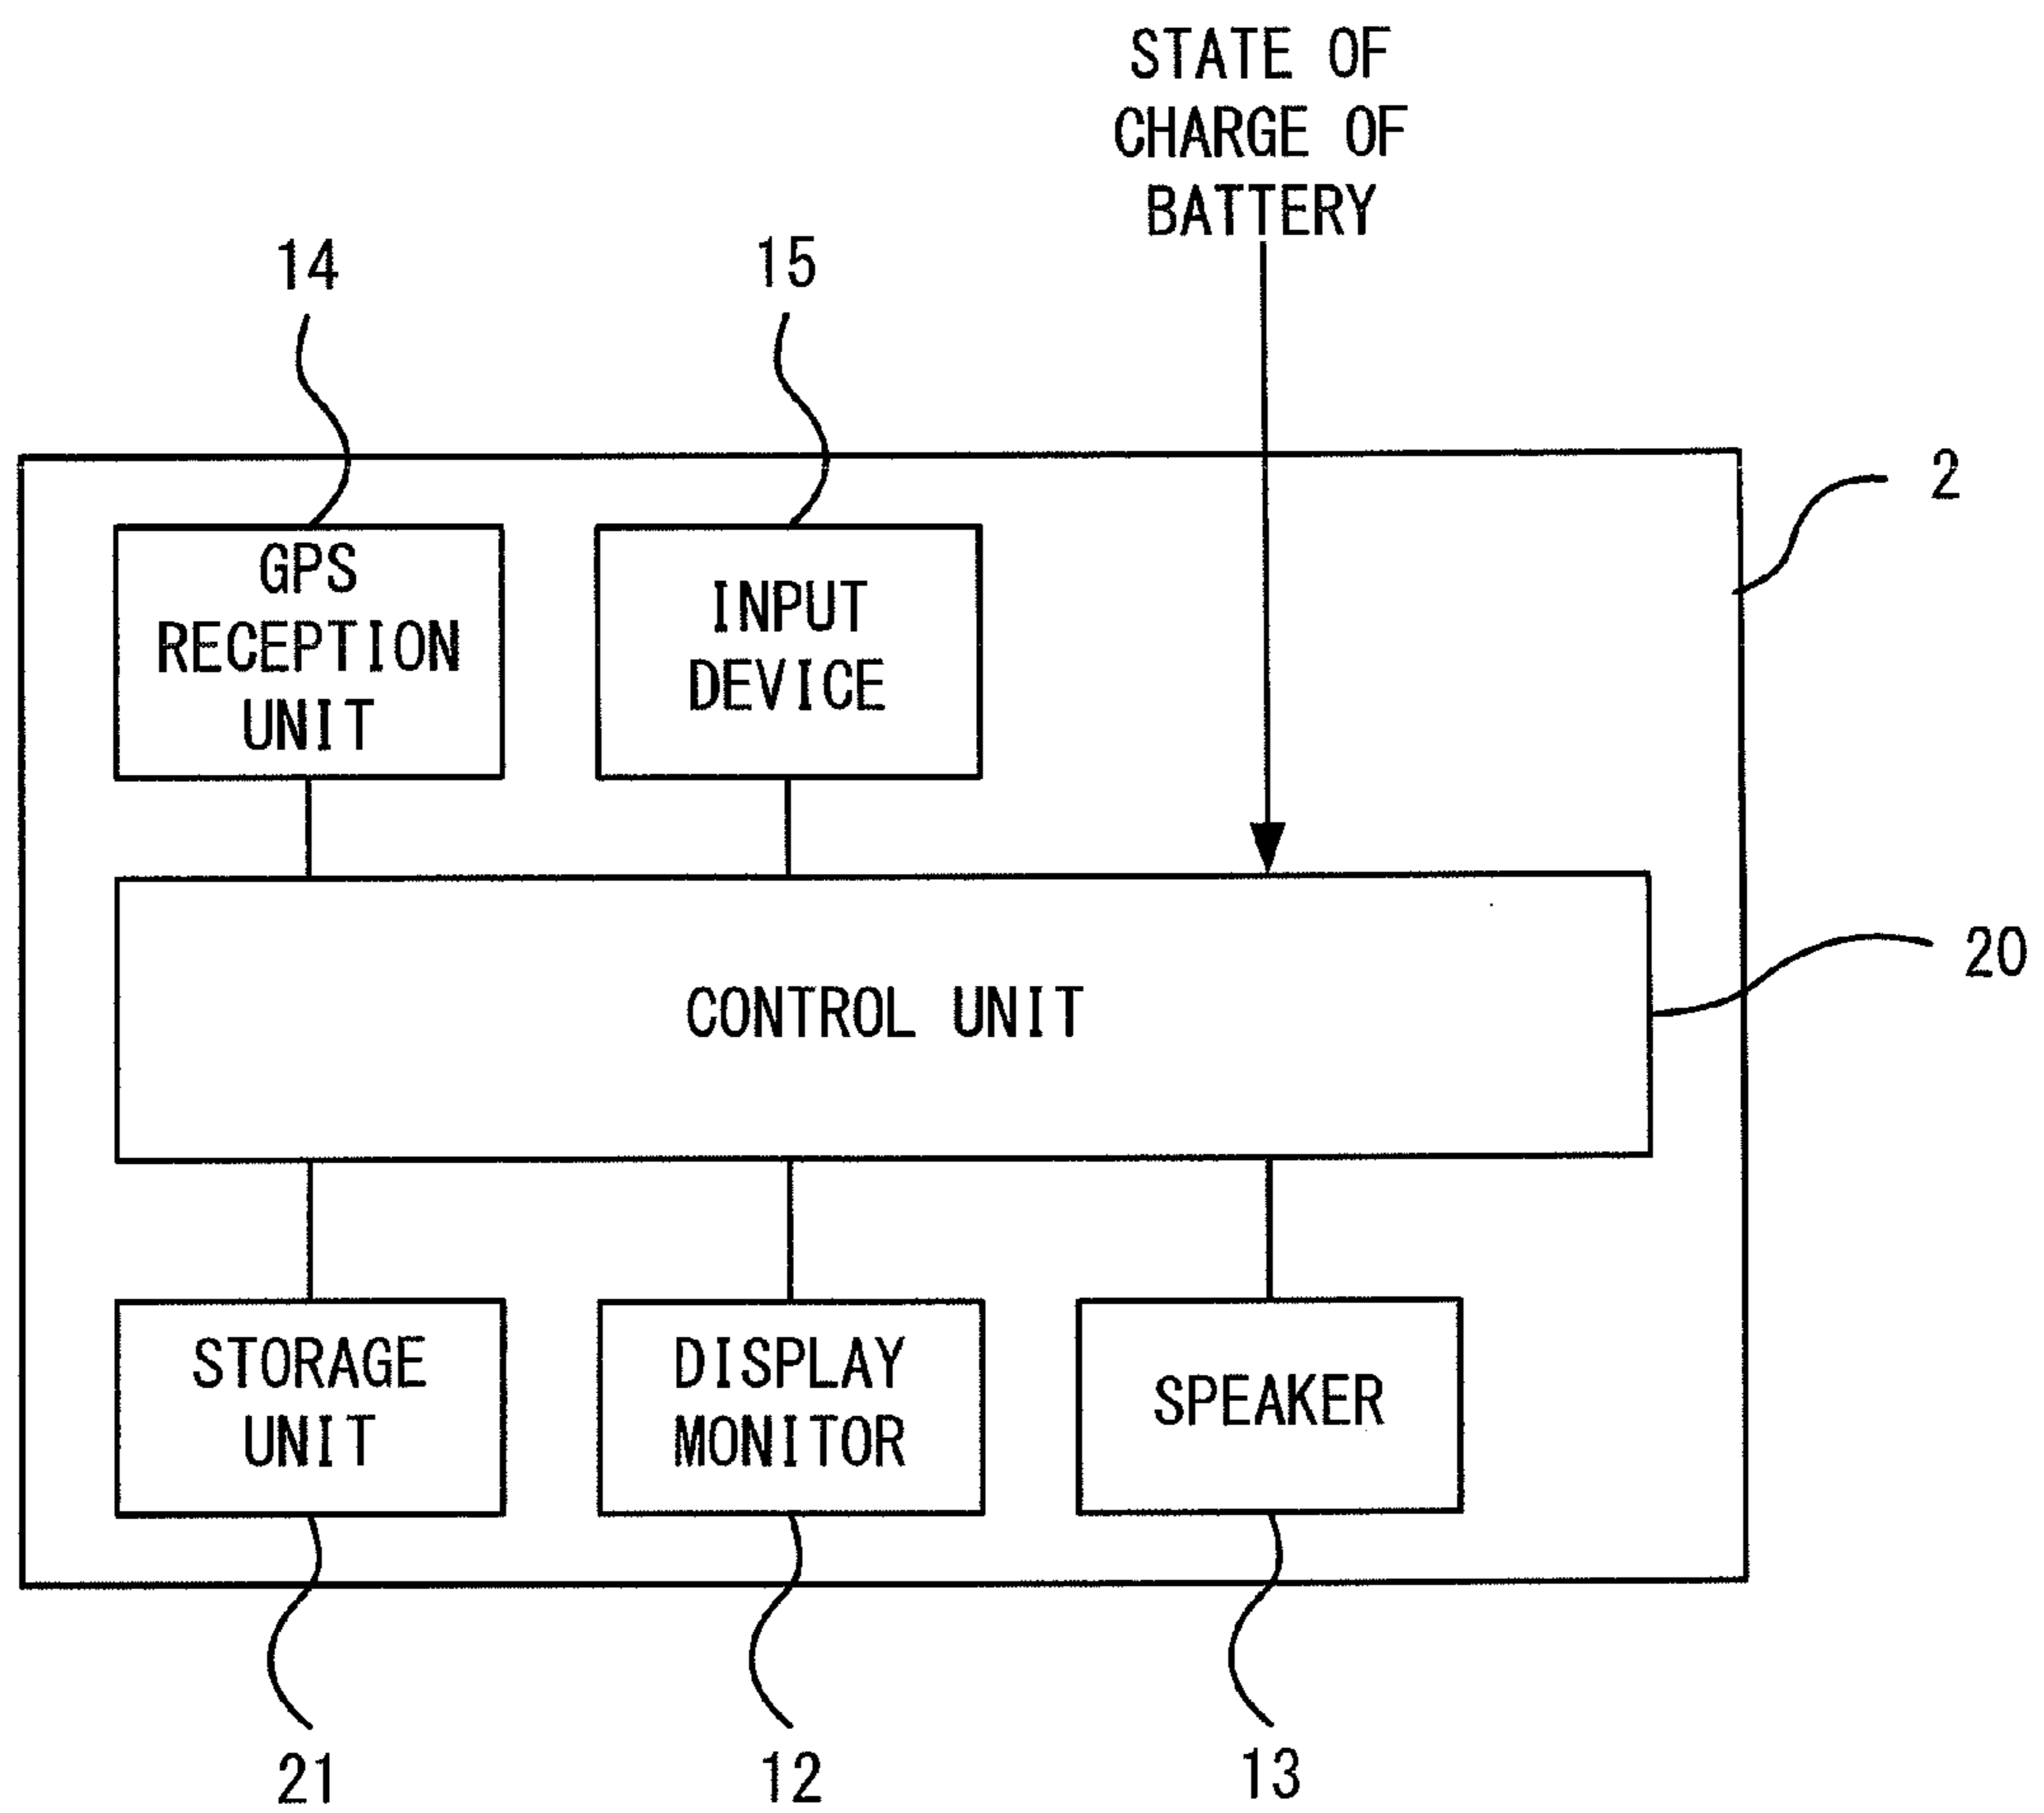 STATE OF
CHARGE OF
BATTERY
14
15
2
GPS
RECEPTION
UNIT
INPUT
DEVICE
20
CONTROL UNIT
STORAGE
UNIT
DISPLAY
MONITOR
SPEAKER
21
12
13